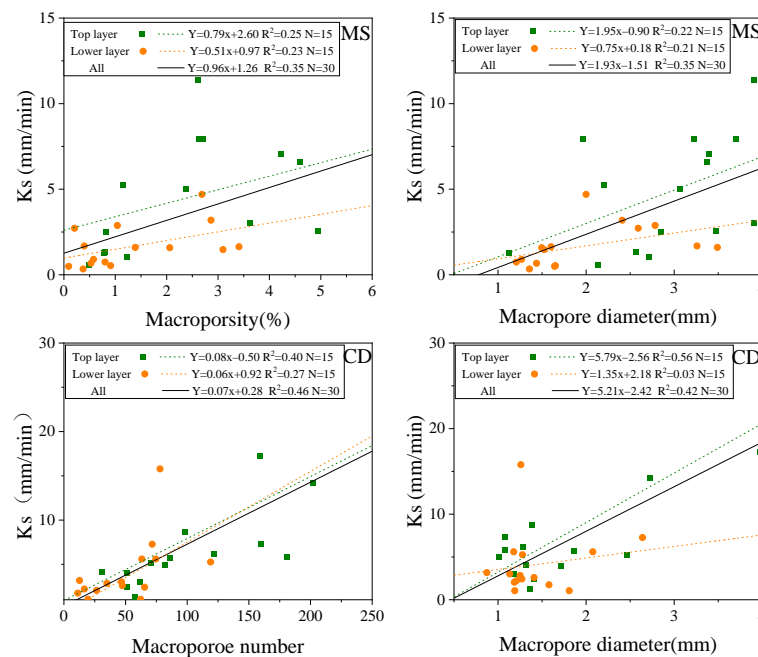 Top layer Y=0.79x+2.60 R²=0.25 N=15 MS
Lower layer Y=0.51x+0.97 R²=0.23 N=15
All Y=0.96x+1.26 R²=0.35 N=30
15
10
5
0
Ks (mm/min)
0 1 2 3 4 5 6
Macroporsity(%)
Top layer Y=1.95x−0.90 R²=0.22 N=15 MS
Lower layer Y=0.75x+0.18 R²=0.21 N=15
All Y=1.93x−1.51 R²=0.35 N=30
15
10
5
0
Ks (mm/min)
1 2 3
Macropore diameter(mm)
Top layer Y=0.08x−0.50 R²=0.40 N=15 CD
Lower layer Y=0.06x+0.92 R²=0.27 N=15
All Y=0.07x+0.28 R²=0.46 N=30
30
20
10
Ks（mm/min）
0 50 100 150 200 250
Macroporoe number
Top layer Y=5.79x−2.56 R²=0.56 N=15 CD
Lower layer Y=1.35x+2.18 R²=0.03 N=15
All Y=5.21x−2.42 R²=0.42 N=30
30
20
10
0
Ks (mm/min)
1 2 3
Macropore diameter(mm)